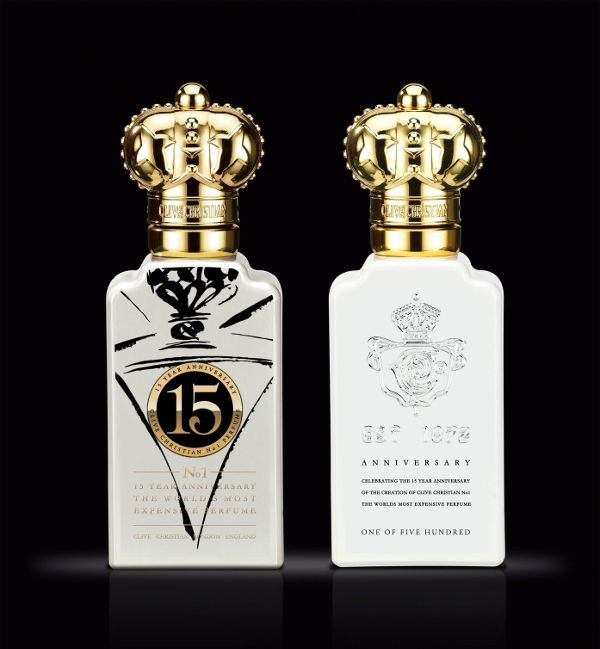 CLIVE CHRISTIAN
15 YEAR ANNIVERSARY
15
CLIVE CHRISTIAN No1 PERFUME
No1
15 YEAR ANNIVERSARY
THE WORLD'S MOST
EXPENSIVE PERFUME
CLIVE CHRISTIAN LONDON ENGLAND
CLIVE CHRISTIAN
EST 1872
ANNIVERSARY
CELEBRATING THE 15 YEAR ANNIVERSARY
OF THE CREATION OF CLIVE CHRISTIAN No1
THE WORLDS MOST EXPENSIVE PERFUME
ONE OF FIVE HUNDRED